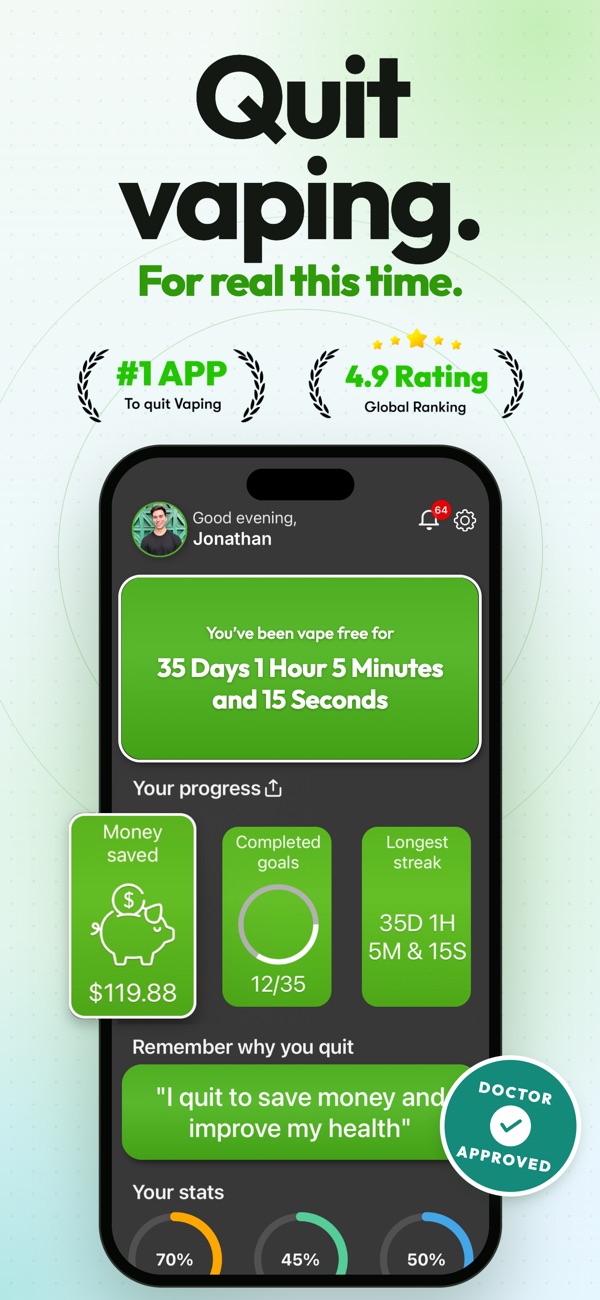 Quit
vaping.
For real this time.
#1 APP
To quit Vaping
4.9 Rating
Global Ranking
Good evening,
Jonathan
64
You've been vape free for
35 Days 1 Hour 5 Minutes
and 15 Seconds
Your progress
Money
saved
$
$119.88
Completed
goals
12/35
Longest
streak
35D 1H
5M & 15S
Remember why you quit
"I quit to save money and
improve my health"
DOCTOR
APPROVED
Your stats
70%
45%
50%